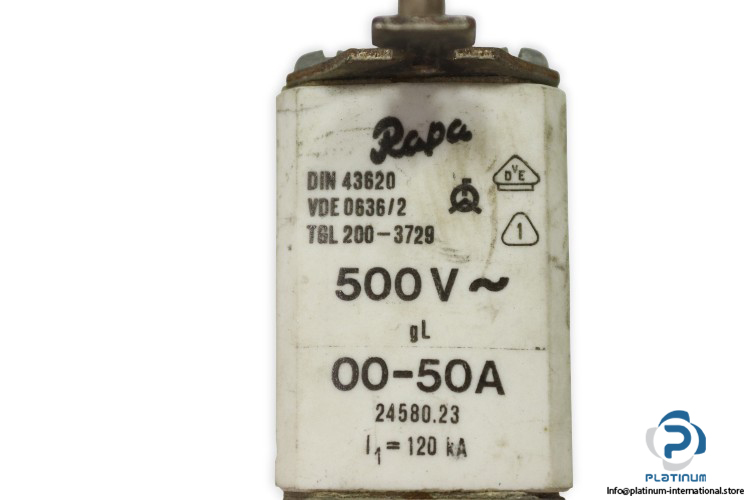 Rapa
DIN 43620
VDE 0636/2
TGL 200-3729
DVE
1
500V~
gL
00-50A
24580.23
I₁=120 kA
PLATINUM
Info@platinum-international.store